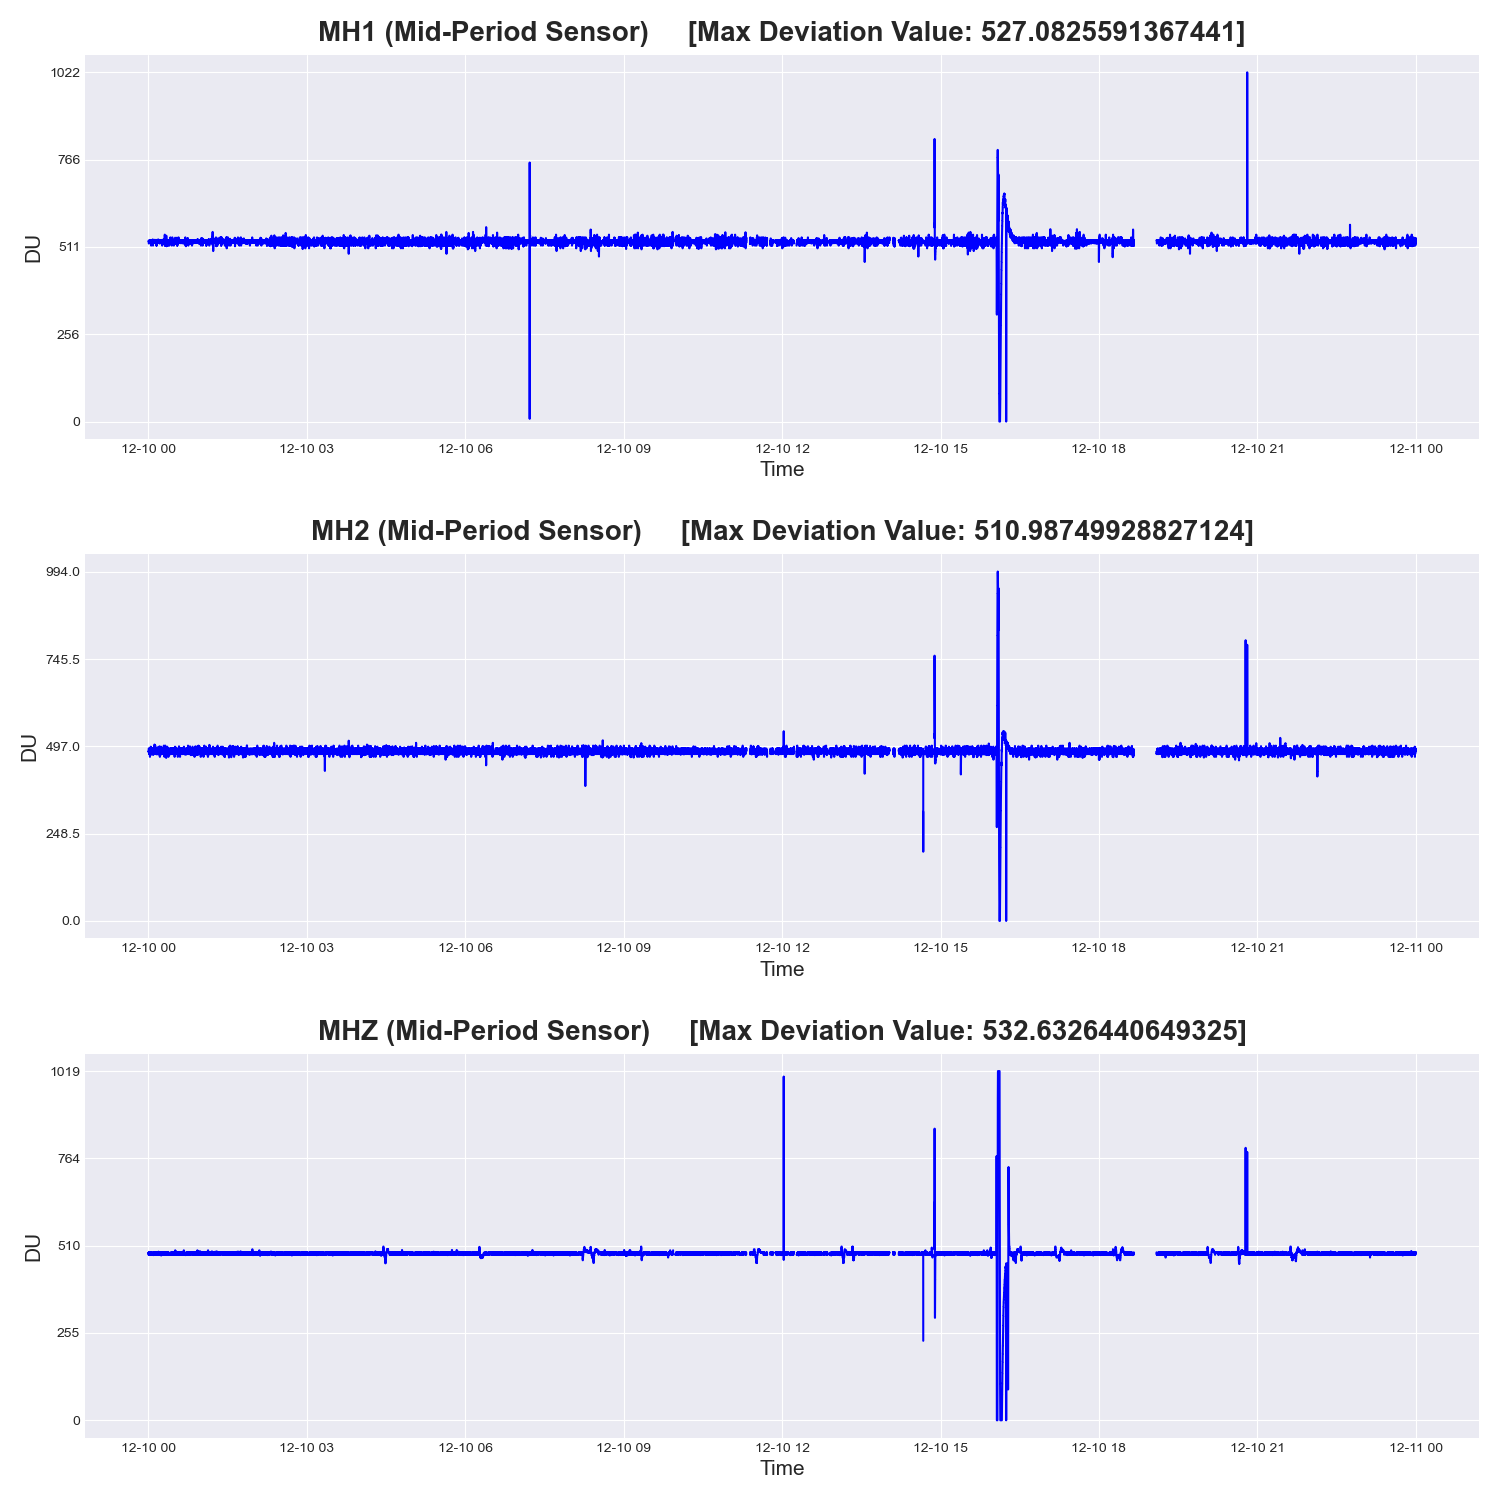 MH1 (Mid-Period Sensor) [Max Deviation Value: 527.0825591367441]
1022
766
511
256
0
DU
12-10 00 12-10 03 12-10 06 12-10 09 12-10 12 12-10 15 12-10 18 12-10 21 12-11 00
Time
MH2 (Mid-Period Sensor) [Max Deviation Value: 510.98749928827124]
994.0
745.5
497.0
248.5
0.0
DU
12-10 00 12-10 03 12-10 06 12-10 09 12-10 12 12-10 15 12-10 18 12-10 21 12-11 00
Time
MHZ (Mid-Period Sensor) [Max Deviation Value: 532.6326440649325]
1019
764
510
255
0
DU
12-10 00 12-10 03 12-10 06 12-10 09 12-10 12 12-10 15 12-10 18 12-10 21 12-11 00
Time